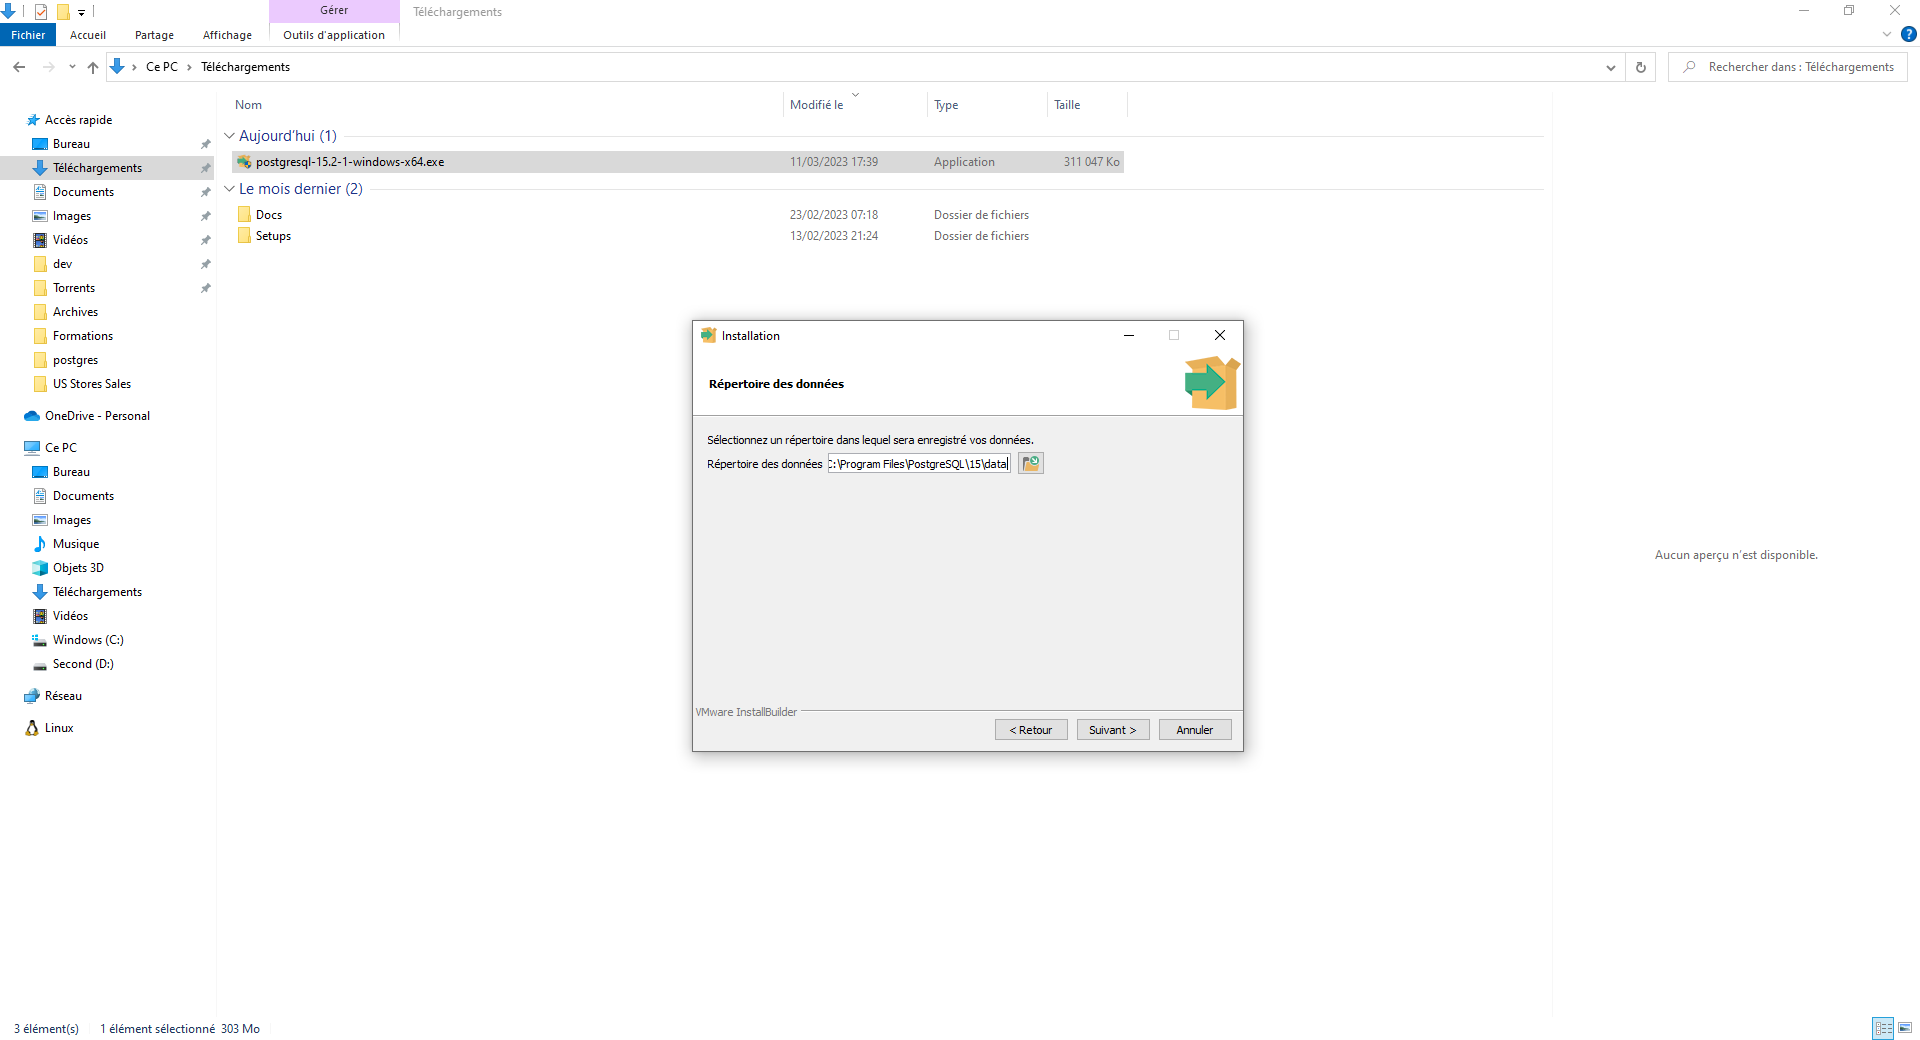 Gérer
Téléchargements
Fichier
Accueil
Partage
Affichage
Outils d'application
Ce PC
Téléchargements
Rechercher dans : Téléchargements
Nom
Modifié le
Type
Taille
Accès rapide
Bureau
Téléchargements
Documents
Images
Vidéos
dev
Torrents
Archives
Formations
postgres
US Stores Sales
OneDrive - Personal
Ce PC
Bureau
Documents
Images
Musique
Objets 3D
Téléchargements
Vidéos
Windows (C:)
Second (D:)
Réseau
Linux
Aujourd'hui (1)
postgresql-15.2-1-windows-x64.exe 11/03/2023 17:39 Application 311 047 Ko
Le mois dernier (2)
Docs 23/02/2023 07:18 Dossier de fichiers
Setups 13/02/2023 21:24 Dossier de fichiers
Installation
Répertoire des données
Sélectionnez un répertoire dans lequel sera enregistré vos données.
Répertoire des données C:\Program Files\PostgreSQL\15\data
VMware InstallBuilder
< Retour
Suivant >
Annuler
Aucun aperçu n'est disponible.
3 élément(s) 1 élément sélectionné 303 Mo